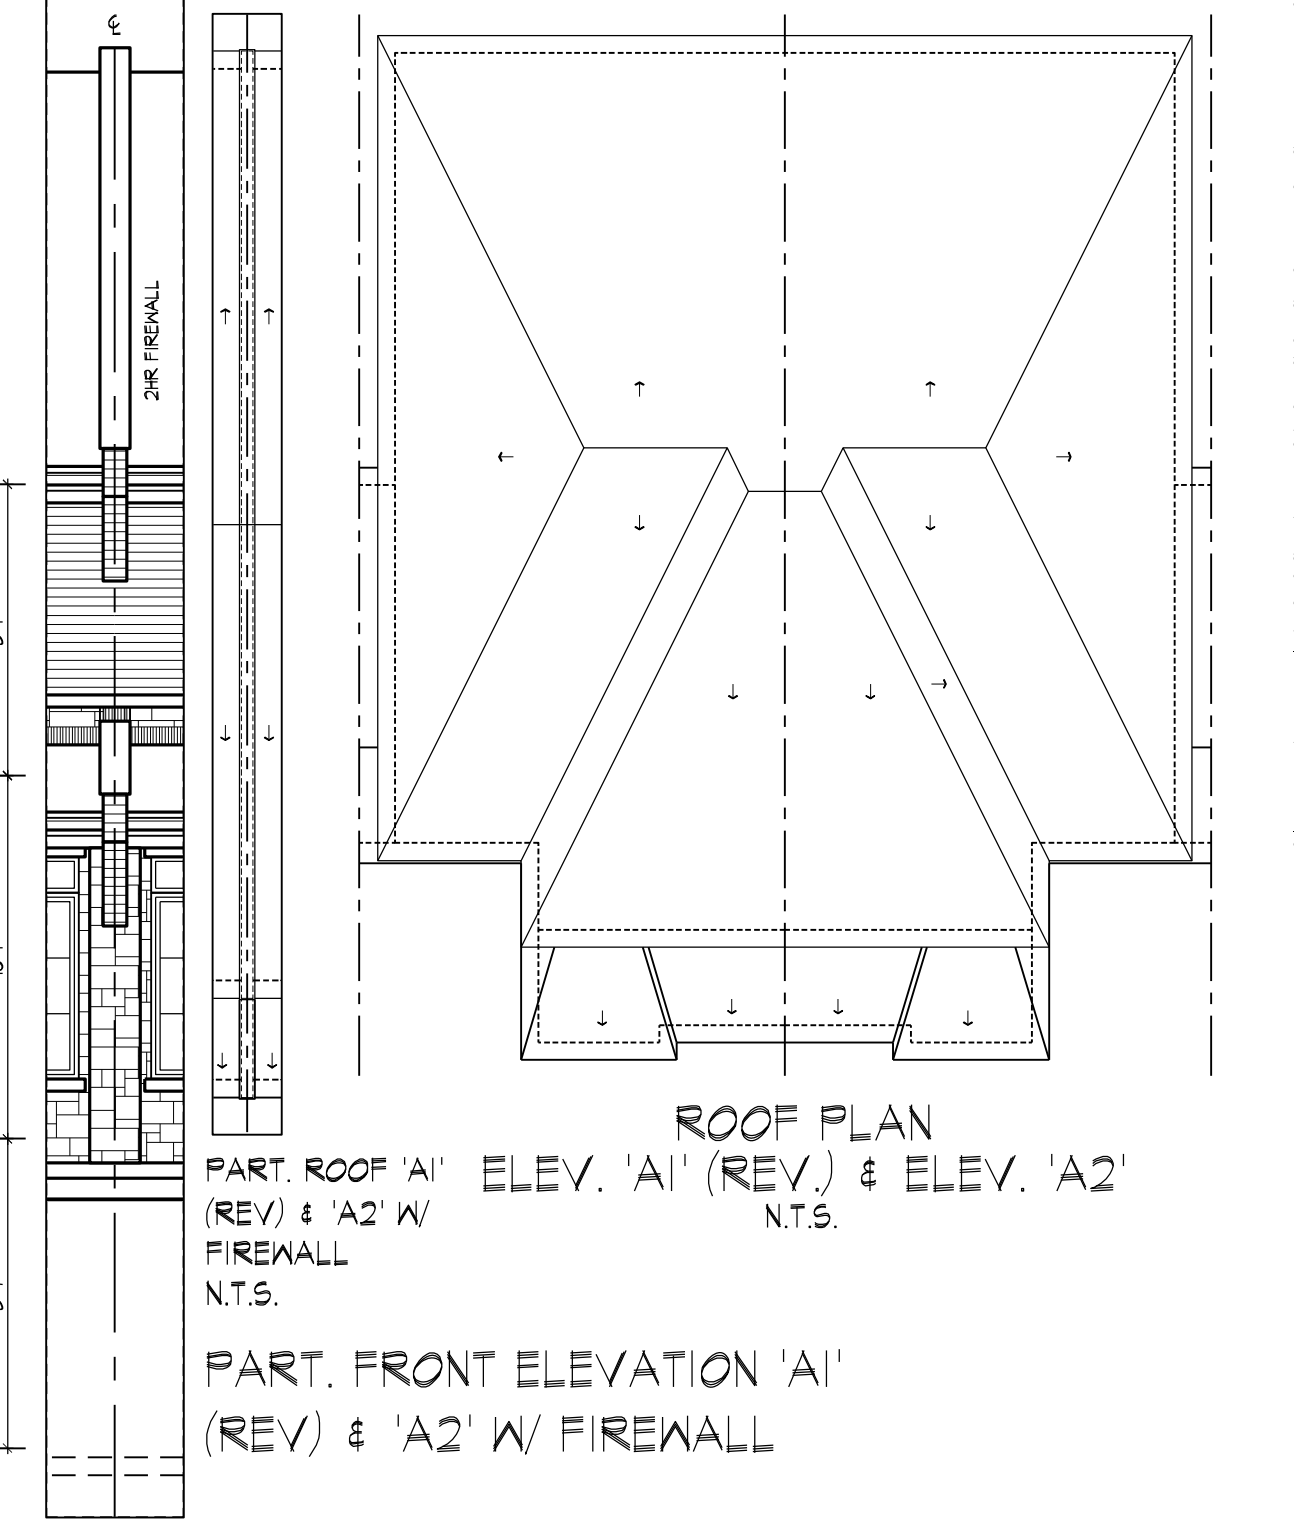 ℄
2HR FIREWALL
ROOF PLAN
ELEV. 'A1' (REV.) & ELEV. 'A2'
N.T.S.
PART. ROOF 'A1'
(REV) & 'A2' W/
FIREWALL
N.T.S.
PART. FRONT ELEVATION 'A1'
(REV) & 'A2' W/ FIREWALL